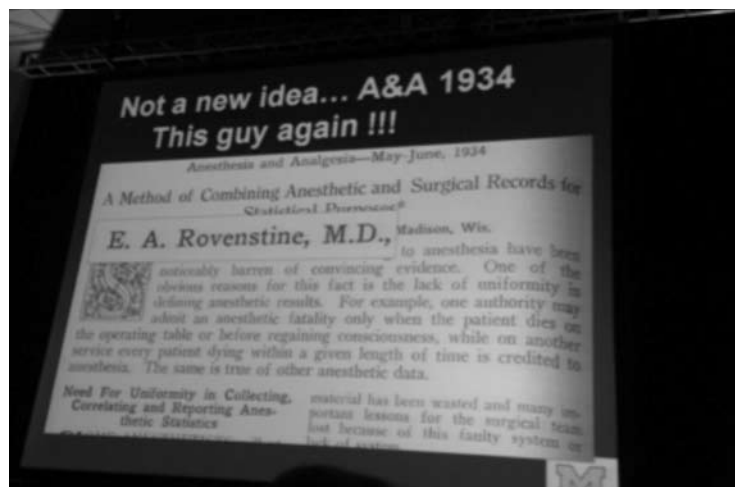 Not a new idea... A&A 1934
This guy again !!!
Anesthesia and Analgesia—May-June, 1934
A Method of Combining Anesthetic and Surgical Records for
Statistical Purposes*
E. A. Rovenstine, M.D., Madison, Wis.
to anesthesia have been
noticeably barren of convincing evidence. One of the
obvious reasons for this fact is the lack of uniformity in
defining anesthetic results. For example, one authority may
admit an anesthetic fatality only when the patient dies on
the operating table or before regaining consciousness, while on another
service every patient dying within a given length of time is credited to
anesthesia. The same is true of other anesthetic data.
Need For Uniformity in Collecting,
Correlating and Reporting Anes-
thetic Statistics
material has been wasted and many im-
portant lessons for the surgical team
lost because of this faulty system or
lack of system.
M